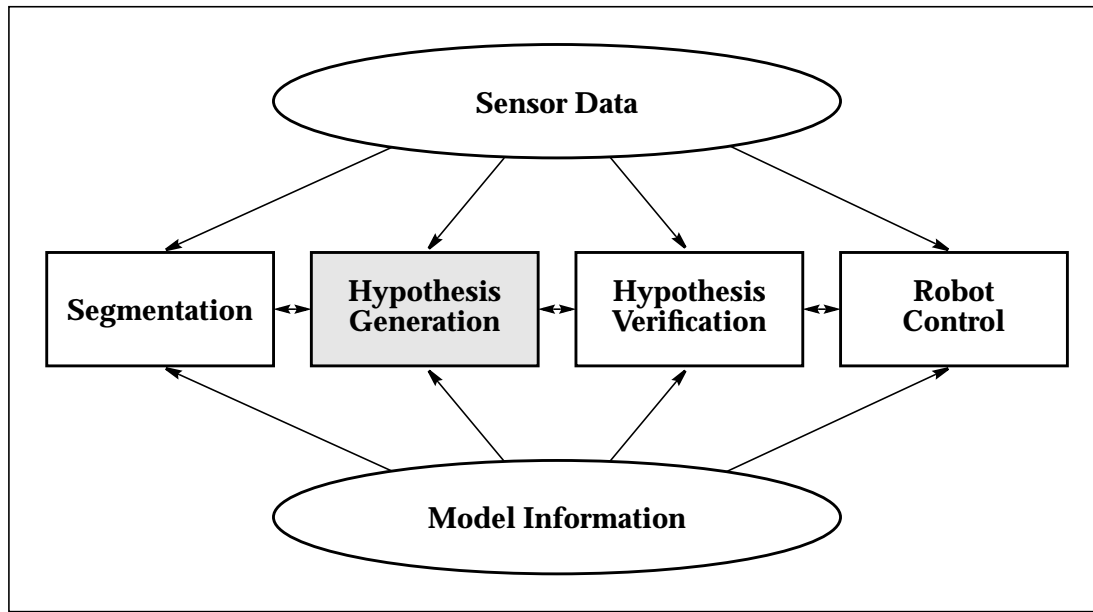 Sensor Data
Segmentation
Hypothesis
Generation
Hypothesis
Verification
Robot
Control
Model Information